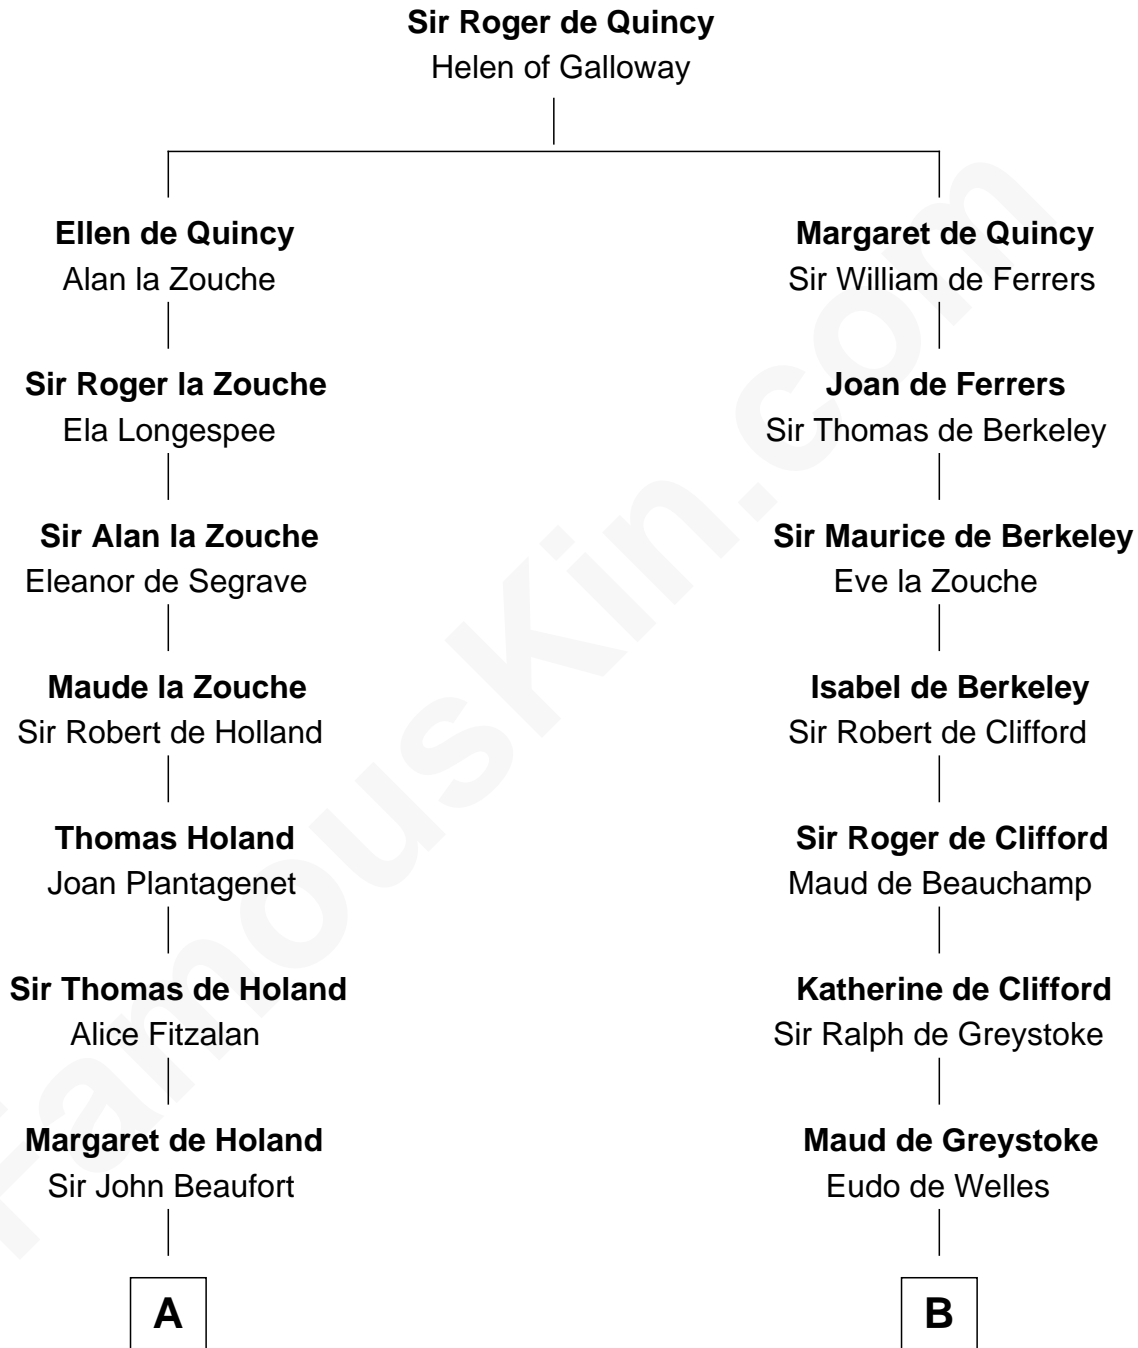 Sir Roger de Quincy
Helen of Galloway
Ellen de Quincy
Alan la Zouche
Margaret de Quincy
Sir William de Ferrers
Sir Roger la Zouche
Ela Longespee
Joan de Ferrers
Sir Thomas de Berkeley
Sir Alan la Zouche
Eleanor de Segrave
Sir Maurice de Berkeley
Eve la Zouche
Maude la Zouche
Sir Robert de Holland
Isabel de Berkeley
Sir Robert de Clifford
Thomas Holand
Joan Plantagenet
Sir Roger de Clifford
Maud de Beauchamp
Sir Thomas de Holand
Alice Fitzalan
Katherine de Clifford
Sir Ralph de Greystoke
Margaret de Holand
Sir John Beaufort
Maud de Greystoke
Eudo de Welles
A
B
FamousKin.com